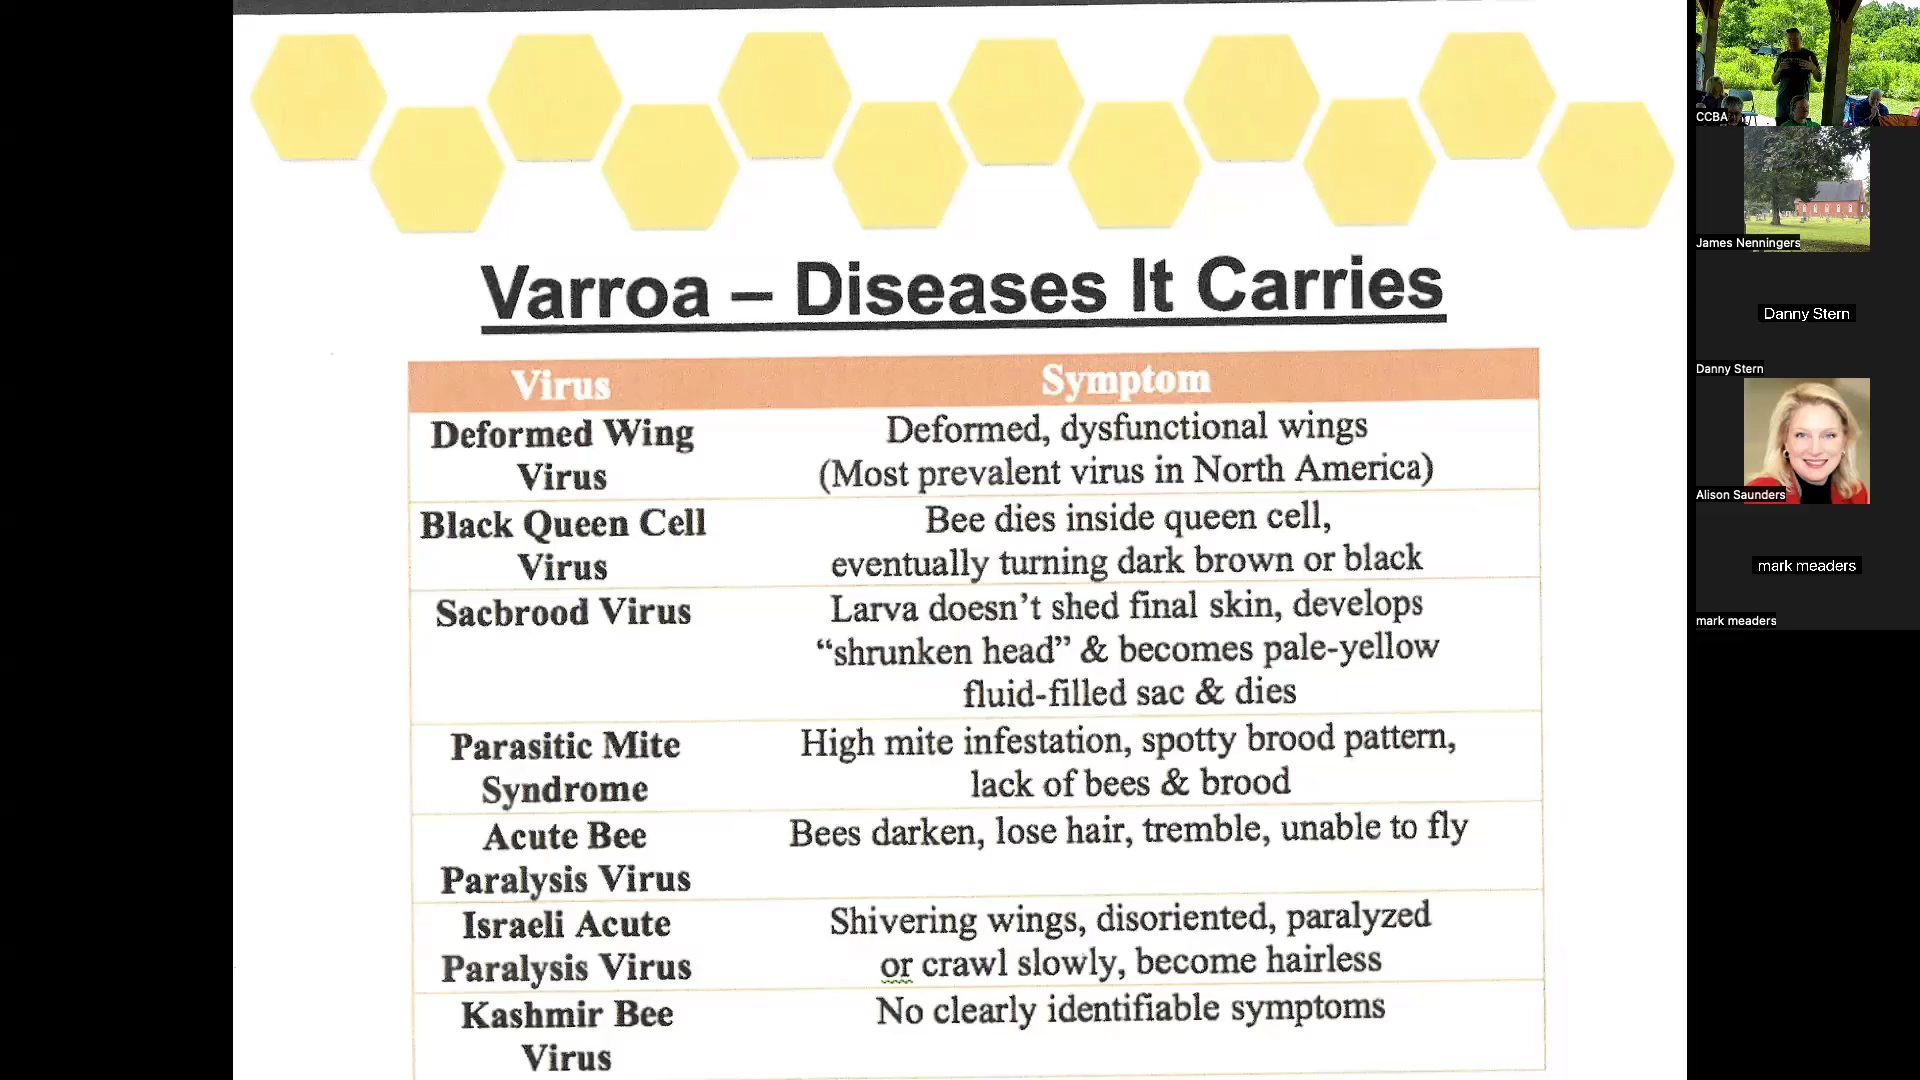 Varroa – Diseases It Carries
Virus
Symptom
Deformed Wing
Virus
Deformed, dysfunctional wings
(Most prevalent virus in North America)
Black Queen Cell
Virus
Bee dies inside queen cell,
eventually turning dark brown or black
Sacbrood Virus
Larva doesn’t shed final skin, develops
“shrunken head” & becomes pale-yellow
fluid-filled sac & dies
Parasitic Mite
Syndrome
High mite infestation, spotty brood pattern,
lack of bees & brood
Acute Bee
Paralysis Virus
Bees darken, lose hair, tremble, unable to fly
Israeli Acute
Paralysis Virus
Shivering wings, disoriented, paralyzed
or crawl slowly, become hairless
Kashmir Bee
Virus
No clearly identifiable symptoms
CCBA
James Nenningers
Danny Stern
Danny Stern
Alison Saunders
mark meaders
mark meaders